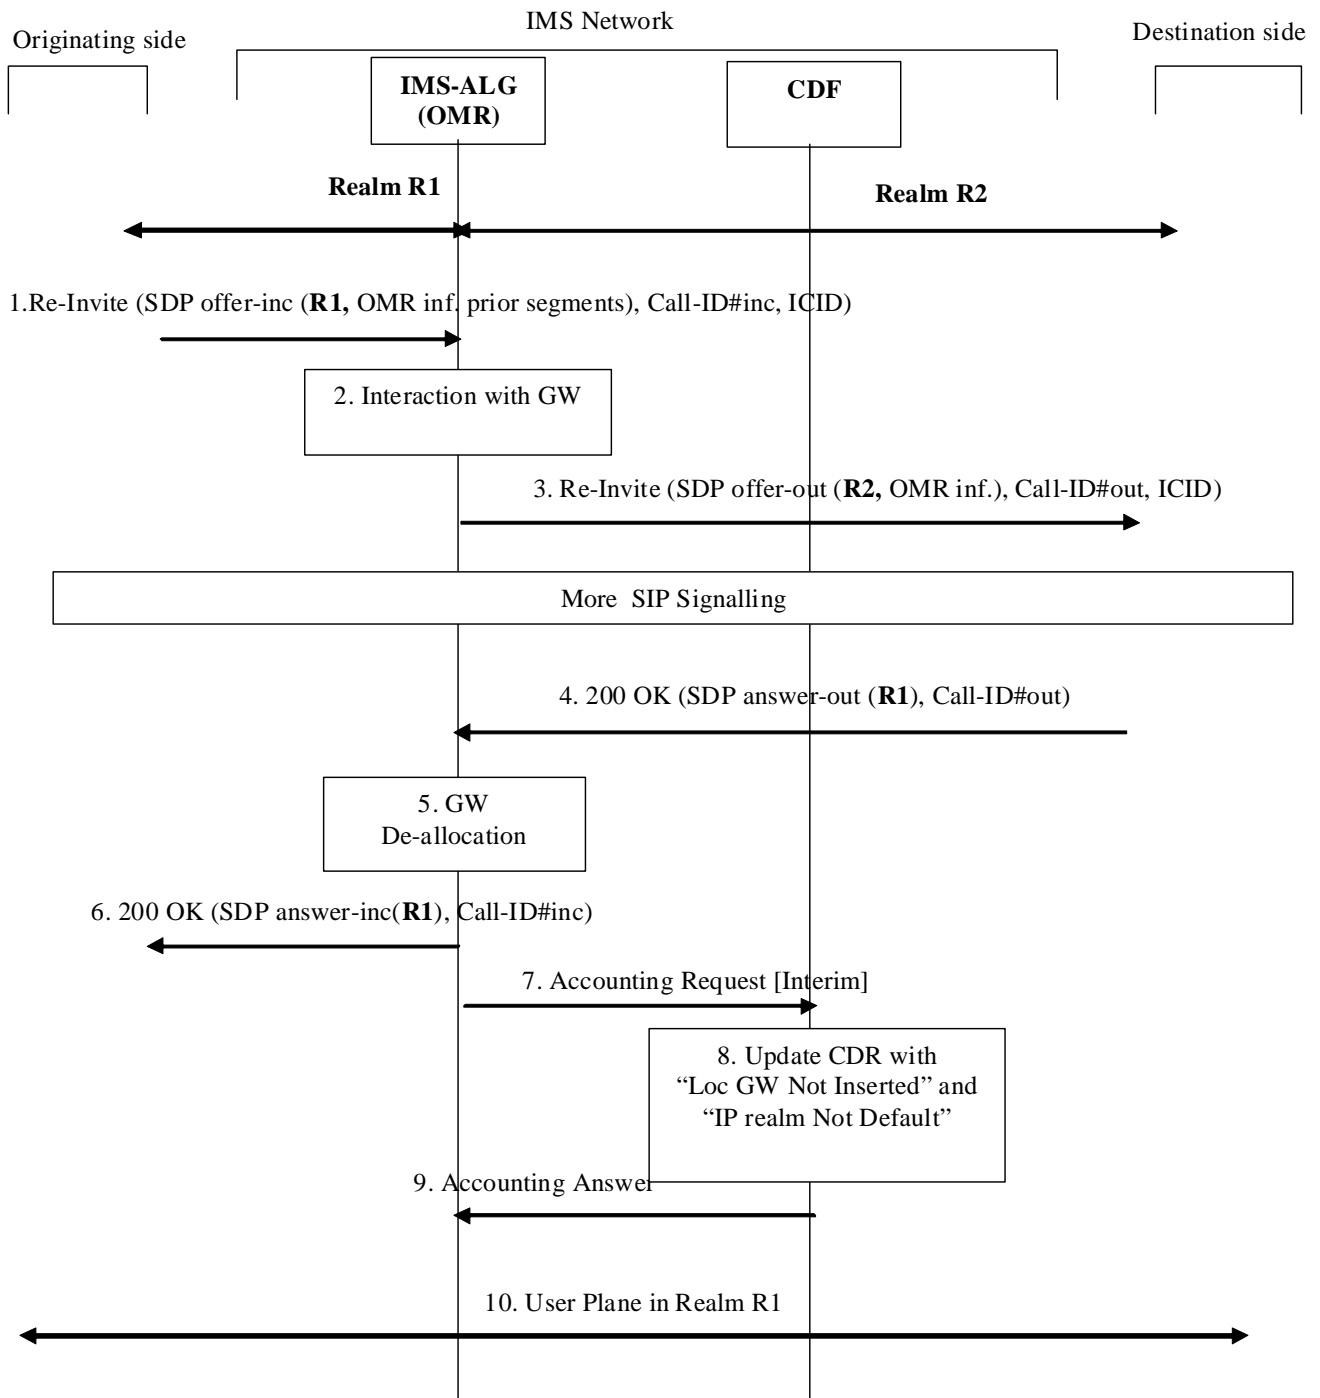 IMS Network
Originating side
Destination side
IMS-ALG
(OMR)
CDF
Realm R1
Realm R2
1.Re-Invite (SDP offer-inc (R1, OMR inf. prior segments), Call-ID#inc, ICID)
2. Interaction with GW
3. Re-Invite (SDP offer-out (R2, OMR inf.), Call-ID#out, ICID)
More SIP Signalling
4. 200 OK (SDP answer-out (R1), Call-ID#out)
5. GW
De-allocation
6. 200 OK (SDP answer-inc(R1), Call-ID#inc)
7. Accounting Request [Interim]
8. Update CDR with
“Loc GW Not Inserted” and
“IP realm Not Default”
9. Accounting Answer
10. User Plane in Realm R1